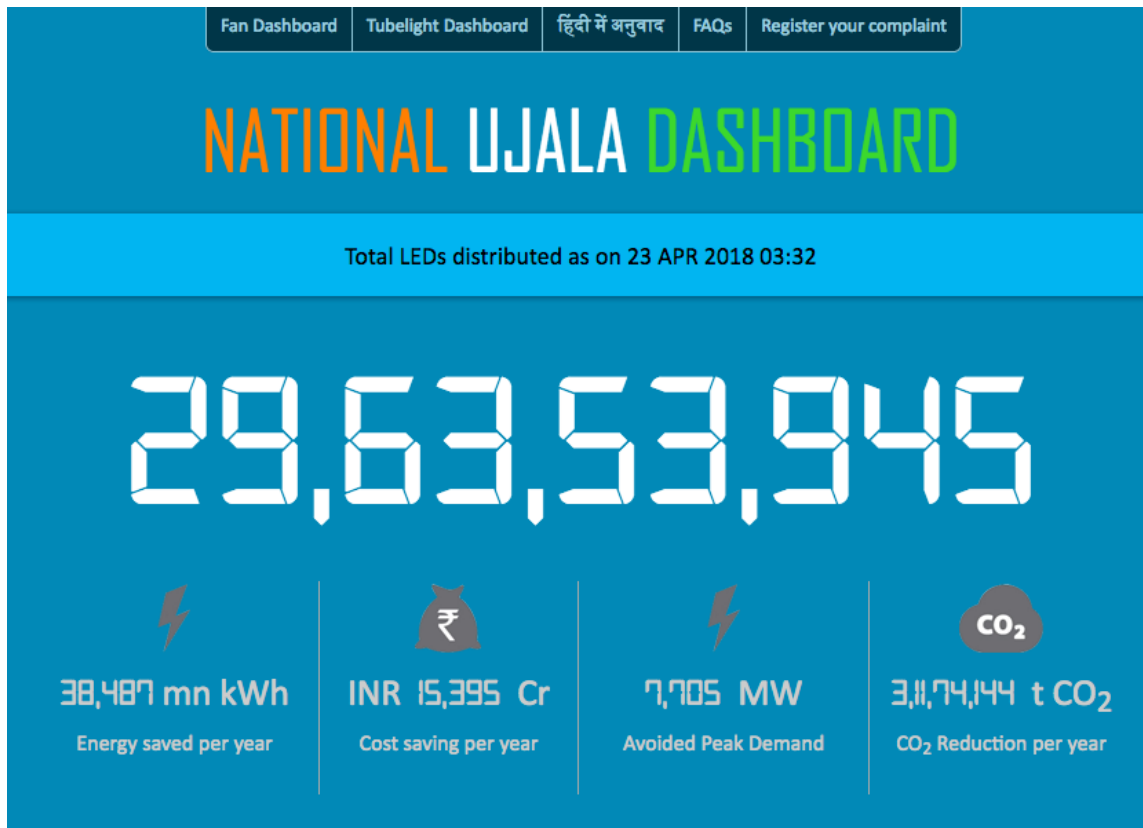 Fan Dashboard Tubelight Dashboard हिंदी में अनुवाद FAQs Register your complaint
NATIONAL UJALA DASHBOARD
Total LEDs distributed as on 23 APR 2018 03:32
29,63,53,945
₹ CO2
38,487 mn kWh INR 15,395 Cr 7,705 MW 3,11,74,144 t CO2
Energy saved per year Cost saving per year Avoided Peak Demand CO2 Reduction per year